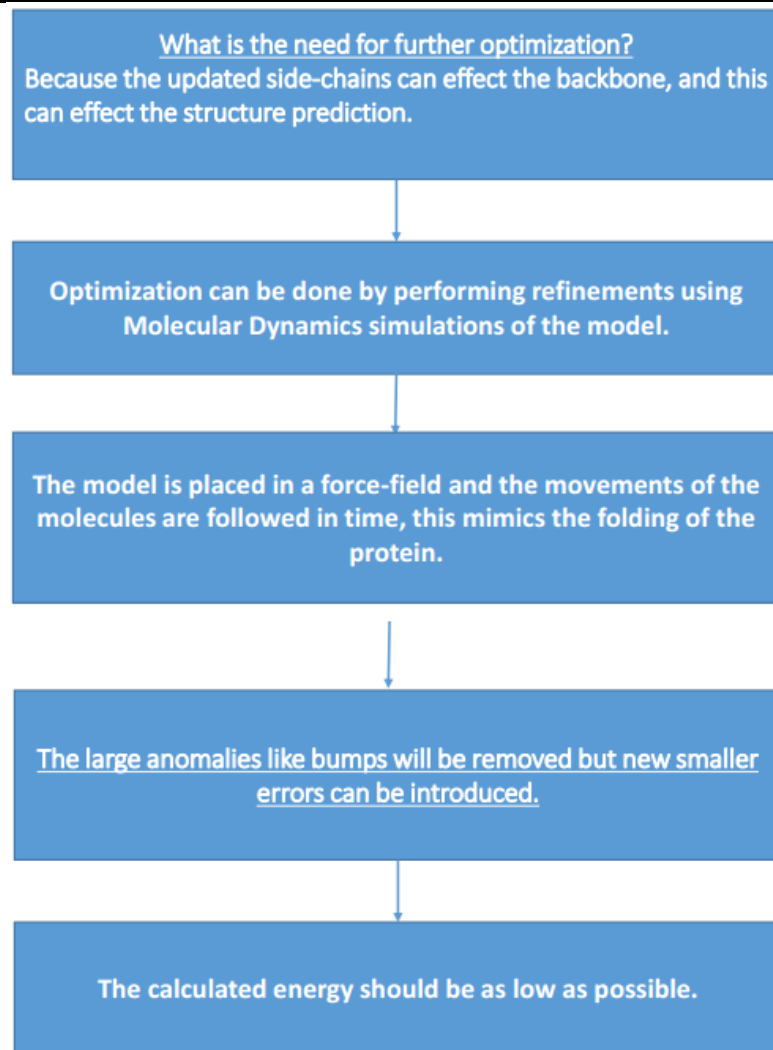 What is the need for further optimization?
Because the updated side-chains can effect the backbone, and this
can effect the structure prediction.
Optimization can be done by performing refinements using
Molecular Dynamics simulations of the model.
The model is placed in a force-field and the movements of the
molecules are followed in time, this mimics the folding of the
protein.
The large anomalies like bumps will be removed but new smaller
errors can be introduced.
The calculated energy should be as low as possible.